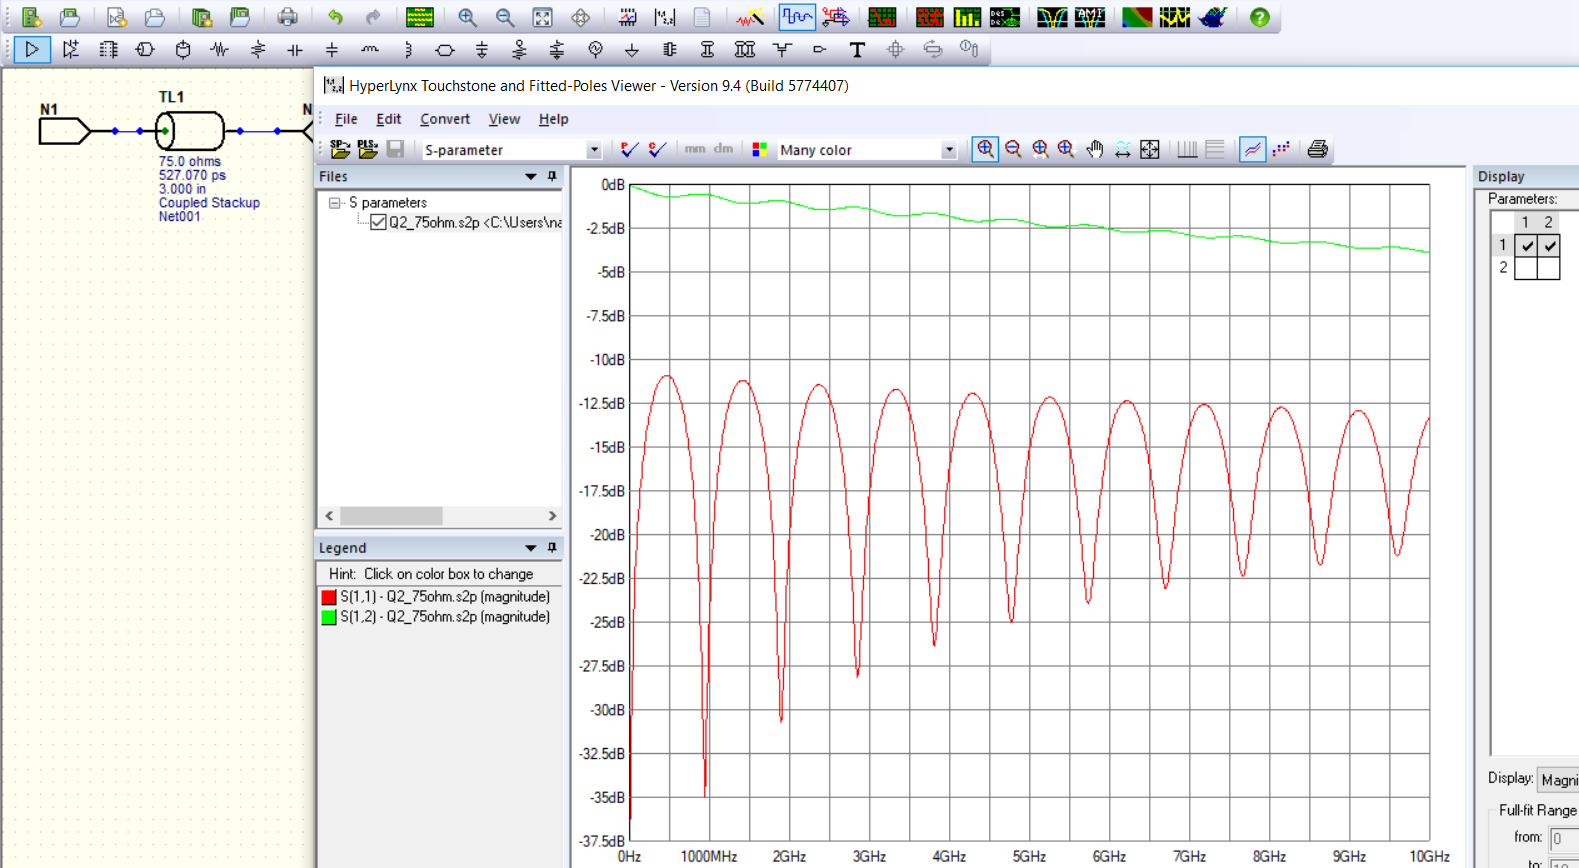 N1
TL1
N
75.0 ohms
527.070 ps
3.000 in
Coupled Stackup
Net001
HyperLynx Touchstone and Fitted-Poles Viewer - Version 9.4 (Build 5774407)
File Edit Convert View Help
S-parameter
mm dm
Many color
Files
S parameters
Q2_75ohm.s2p <C:\Users\na
Legend
Hint: Click on color box to change
S(1,1) - Q2_75ohm.s2p (magnitude)
S(1,2) - Q2_75ohm.s2p (magnitude)
0dB
-2.5dB
-5dB
-7.5dB
-10dB
-12.5dB
-15dB
-17.5dB
-20dB
-22.5dB
-25dB
-27.5dB
-30dB
-32.5dB
-35dB
-37.5dB
0Hz 1000MHz 2GHz 3GHz 4GHz 5GHz 6GHz 7GHz 8GHz 9GHz 10GHz
Display
Parameters:
1 2
1
2
Display: Magni
Full-fit Range
from: 0
to: